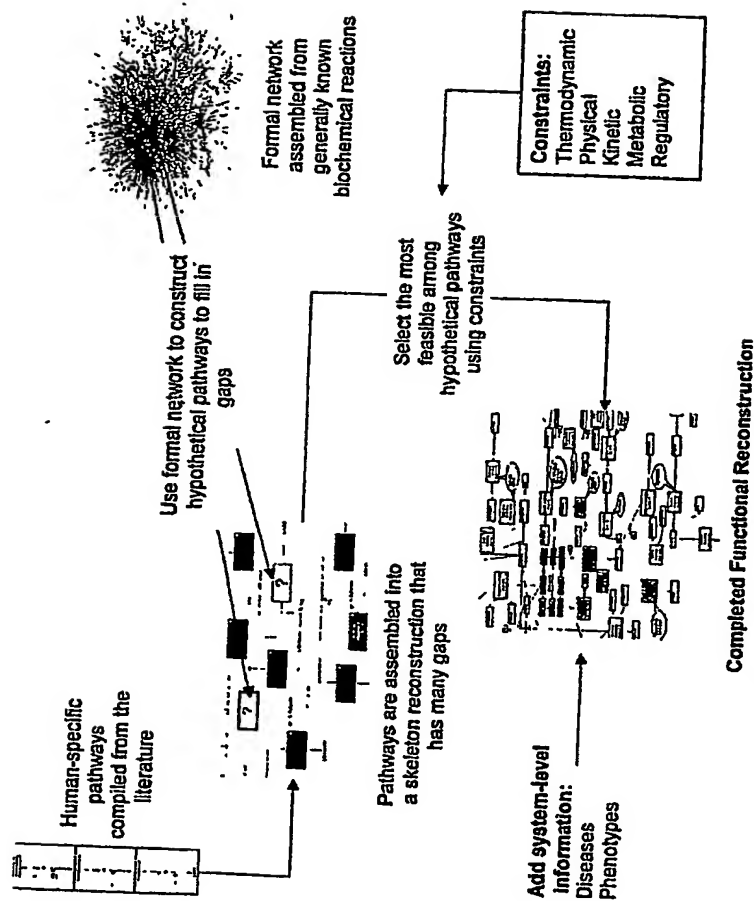 Human-specific
pathways
compiled from the
literature
Use formal network to construct
hypothetical pathways to fill in
gaps
Formal network
assembled from
generally known
biochemical reactions
?
?
Pathways are assembled into
a skeleton reconstruction that
has many gaps
Select the most
feasible among
hypothetical pathways
using constraints
Constraints:
Thermodynamic
Physical
Kinetic
Metabolic
Regulatory
Add system-level
Information:
Diseases
Phenotypes
Completed Functional Reconstruction